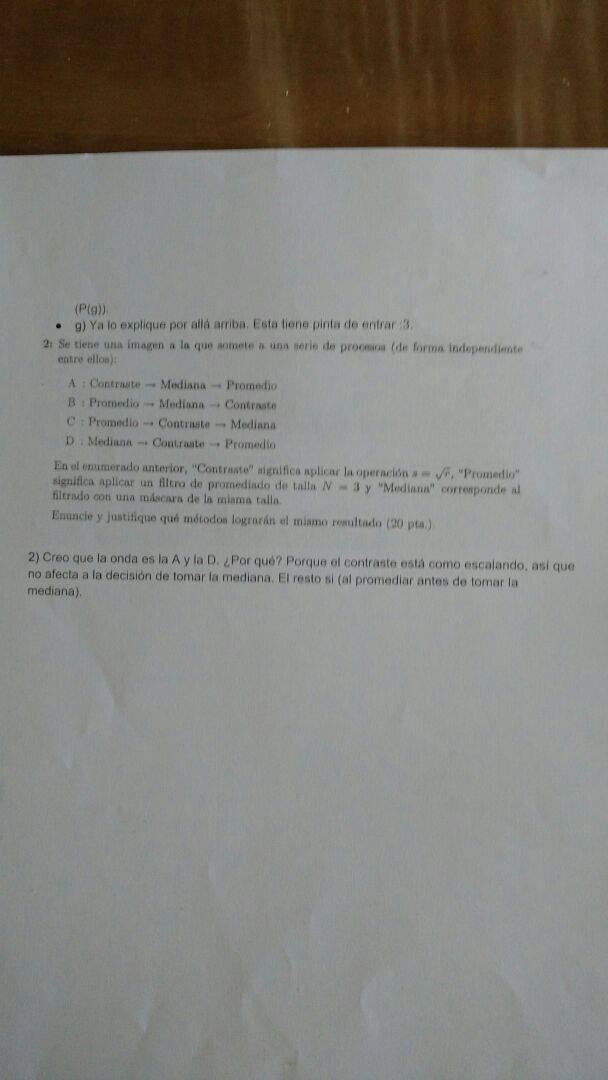 (P(g)).
• g) Ya lo explique por allá arriba. Esta tiene pinta de entrar :3.
2: Se tiene una imagen a la que somete a una serie de procesos (de forma independiente
entre ellos):
A : Contraste → Mediana → Promedio
B : Promedio → Mediana → Contraste
C : Promedio → Contraste → Mediana
D : Mediana → Contraste → Promedio
En el enumerado anterior, "Contraste" significa aplicar la operación s = √r, "Promedio"
significa aplicar un filtro de promediado de talla N = 3 y "Mediana" corresponde al
filtrado con una máscara de la misma talla.
Enuncie y justifique qué métodos lograrán el mismo resultado (20 pts.).
2) Creo que la onda es la A y la D. ¿Por qué? Porque el contraste está como escalando, así que
no afecta a la decisión de tomar la mediana. El resto si (al promediar antes de tomar la
mediana).